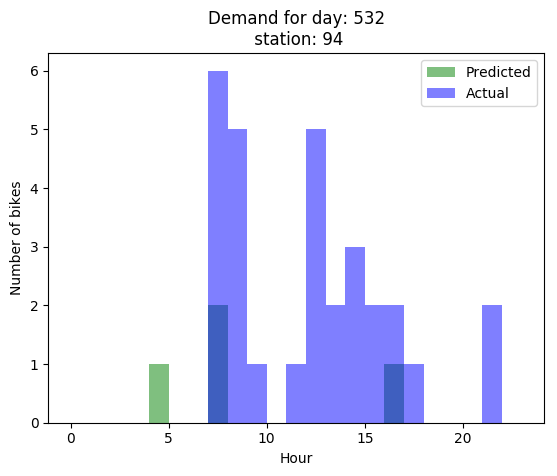 Demand for day: 532
station: 94
Predicted
Actual
Number of bikes
6
5
4
3
2
1
0
0
5
10
15
20
Hour